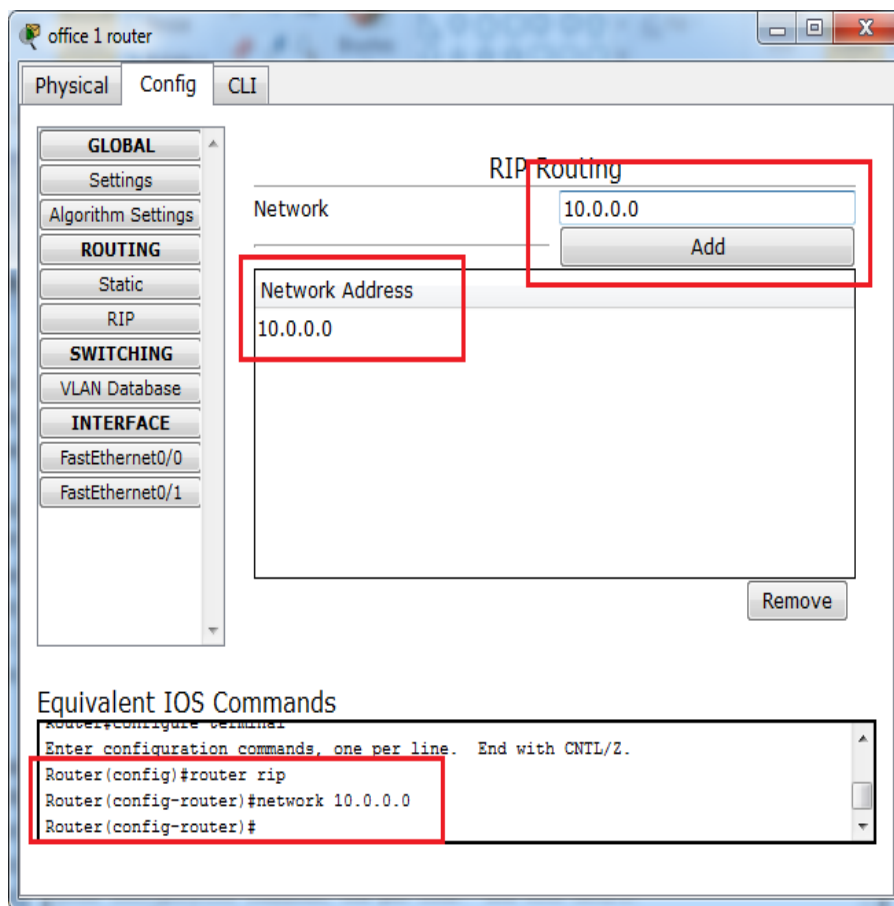 office 1 router
X
Physical Config CLI
GLOBAL
Settings
Algorithm Settings
ROUTING
Static
RIP
SWITCHING
VLAN Database
INTERFACE
FastEthernet0/0
FastEthernet0/1
RIP Routing
Network 10.0.0.0
Add
Network Address
10.0.0.0
Remove
Equivalent IOS Commands
Router#configure terminal
Enter configuration commands, one per line. End with CNTL/Z.
Router(config)#router rip
Router(config-router)#network 10.0.0.0
Router(config-router)#